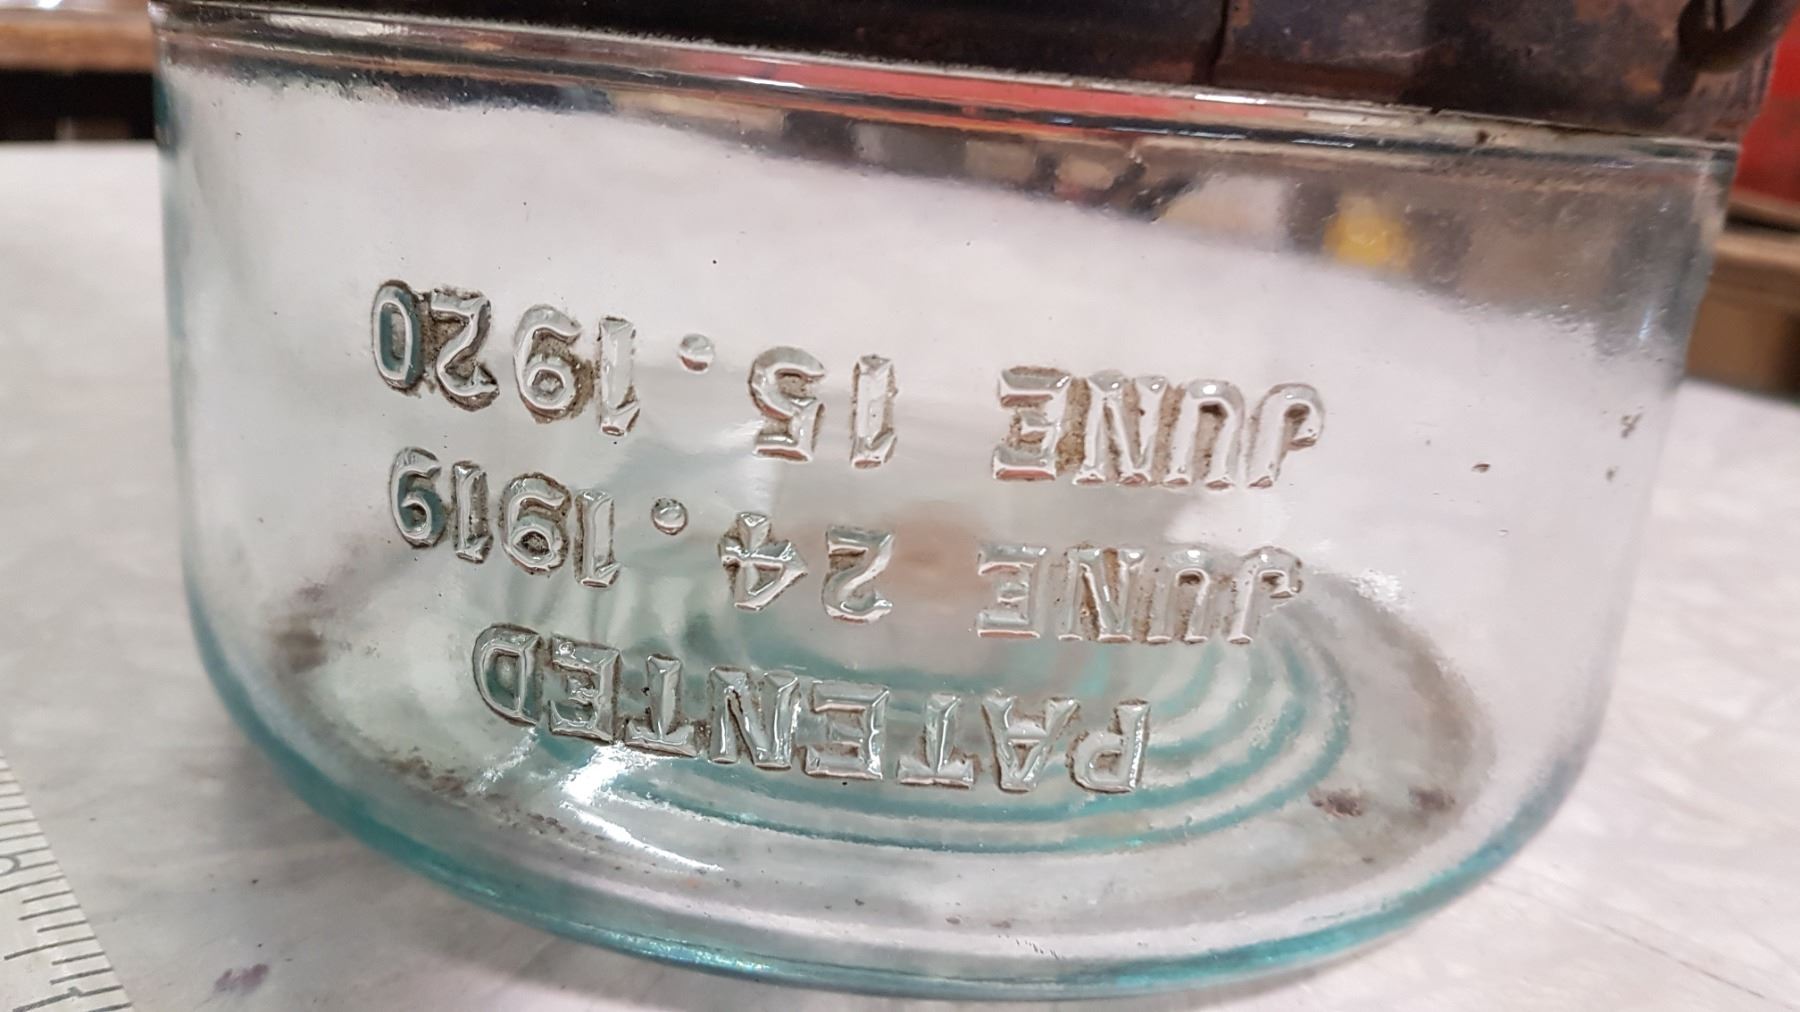 PATENTED
JUNE 24. 1919
JUNE 15. 1920